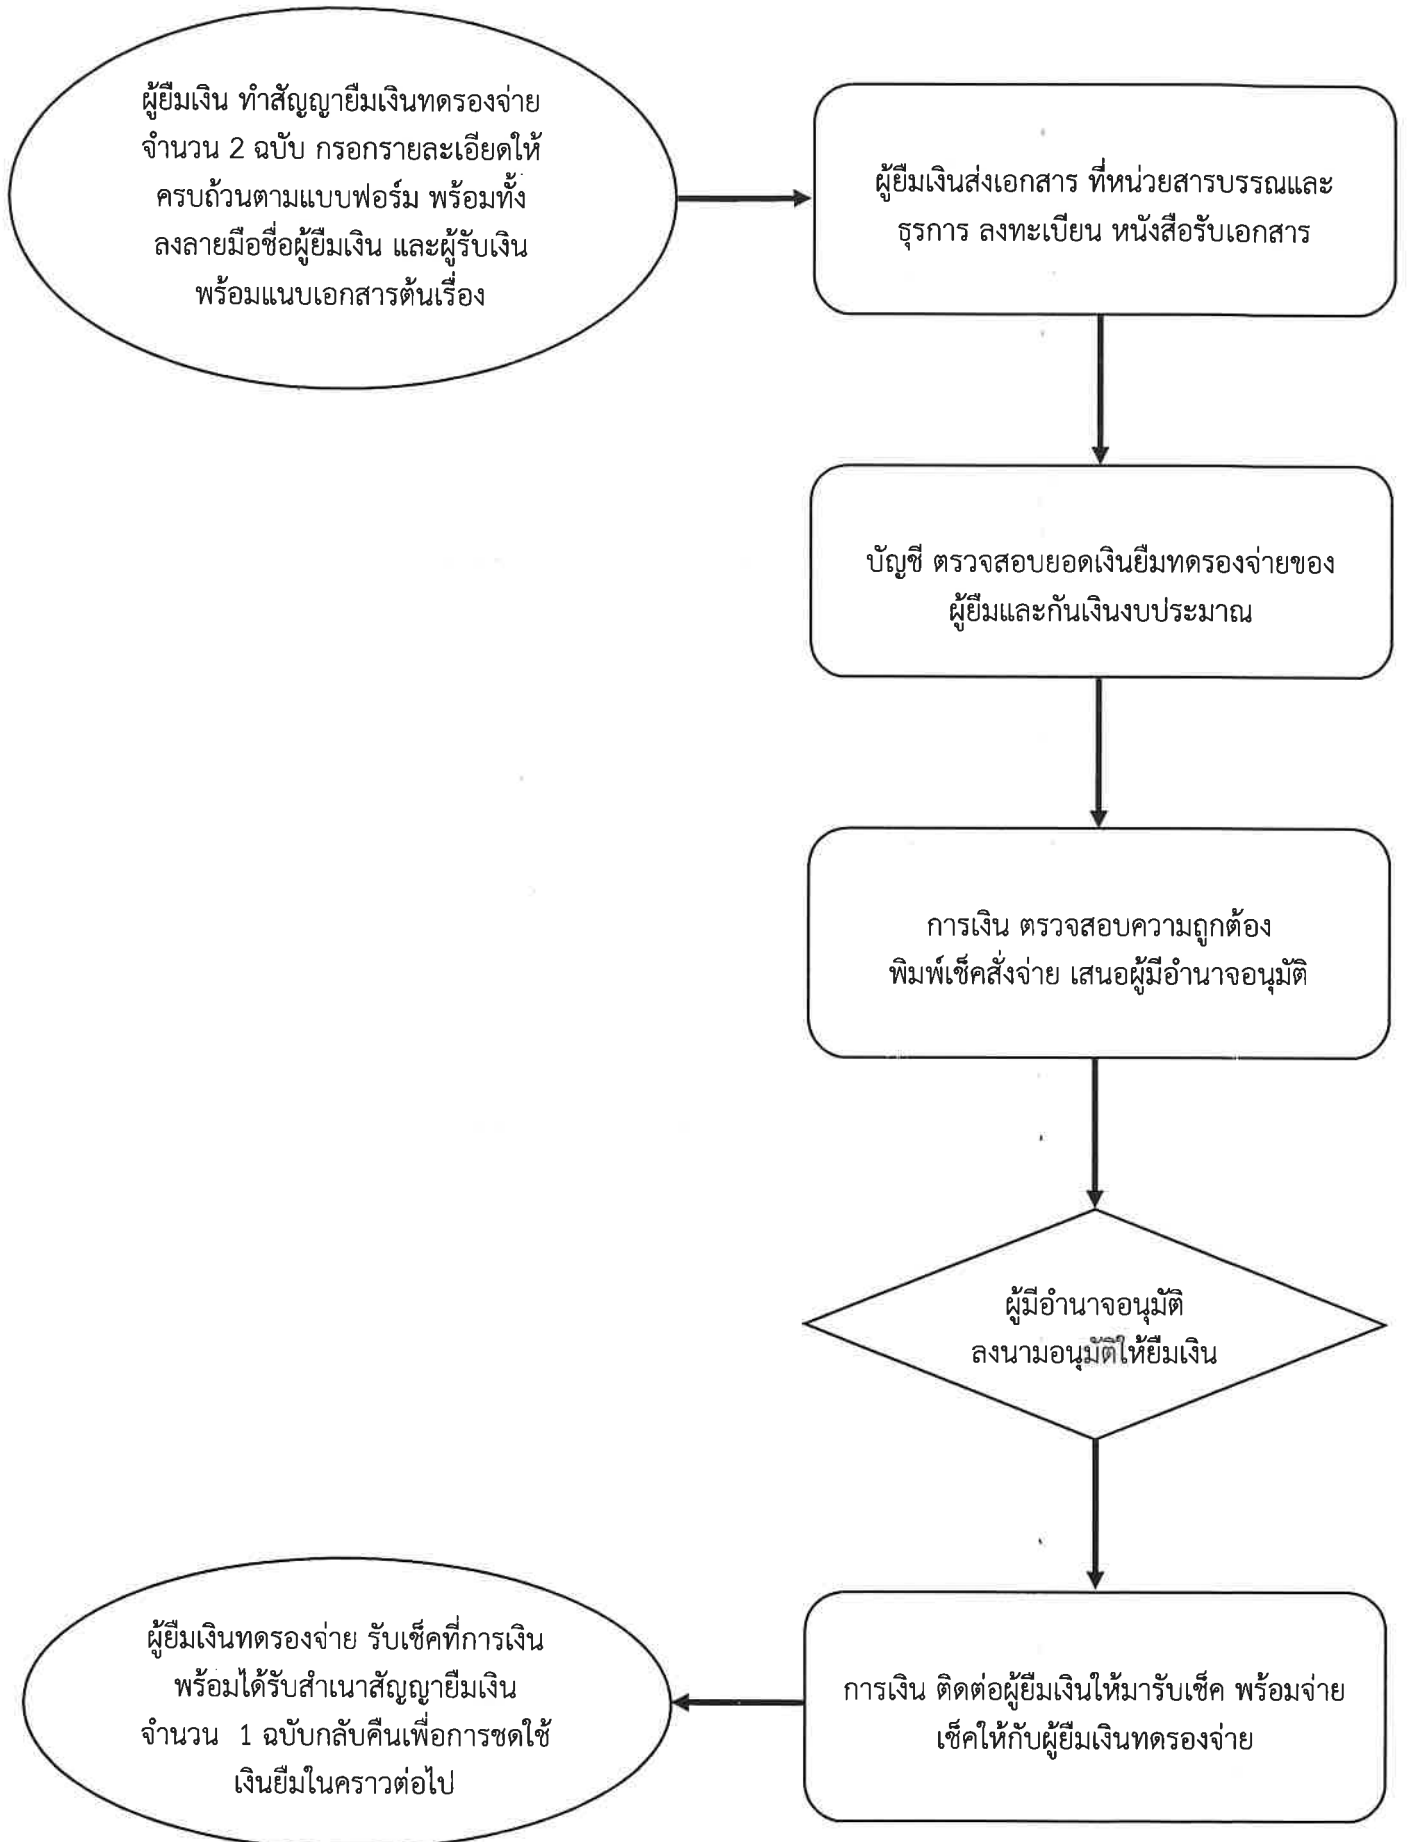 ผู้ยืมเงิน ทำสัญญายืมเงินทดรองจ่าย
จำนวน 2 ฉบับ กรอกรายละเอียดให้
ครบถ้วนตามแบบฟอร์ม พร้อมทั้ง
ลงลายมือชื่อผู้ยืมเงิน และผู้รับเงิน
พร้อมแนบเอกสารต้นเรื่อง
ผู้ยืมเงินส่งเอกสาร ที่หน่วยสารบรรณและ
ธุรการ ลงทะเบียน หนังสือรับเอกสาร
บัญชี ตรวจสอบยอดเงินยืมทดรองจ่ายของ
ผู้ยืมและกันเงินงบประมาณ
การเงิน ตรวจสอบความถูกต้อง
พิมพ์เช็คสั่งจ่าย เสนอผู้มีอำนาจอนุมัติ
ผู้มีอำนาจอนุมัติ
ลงนามอนุมัติให้ยืมเงิน
การเงิน ติดต่อผู้ยืมเงินให้มารับเช็ค พร้อมจ่าย
เช็คให้กับผู้ยืมเงินทดรองจ่าย
ผู้ยืมเงินทดรองจ่าย รับเช็คที่การเงิน
พร้อมได้รับสำเนาสัญญายืมเงิน
จำนวน 1 ฉบับกลับคืนเพื่อการชดใช้
เงินยืมในคราวต่อไป